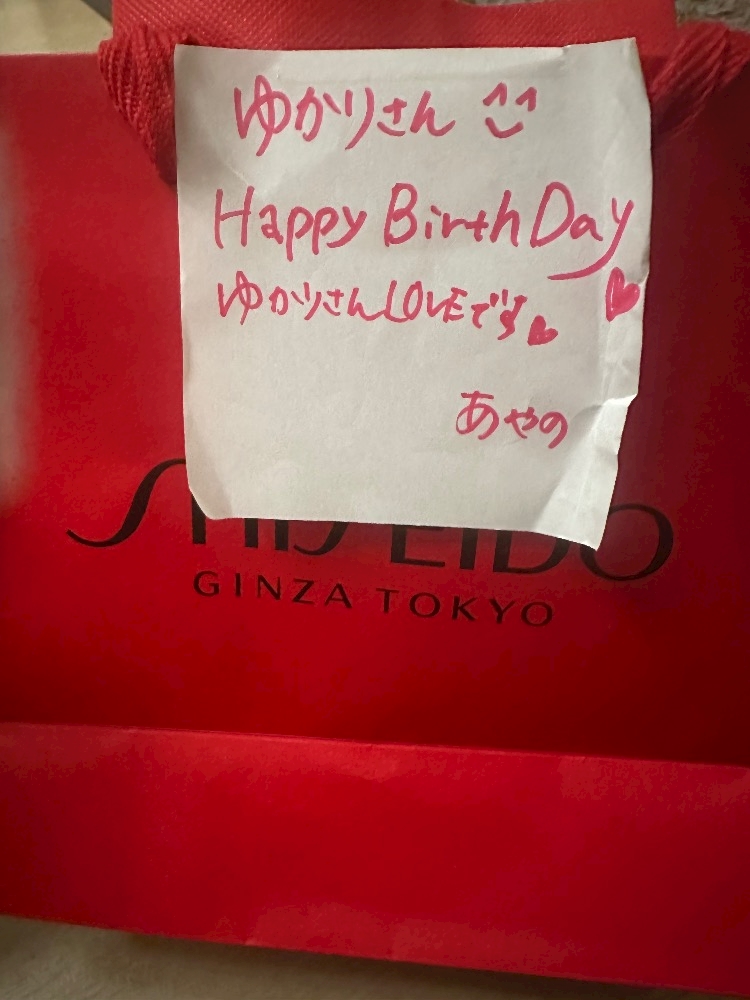 ゆかりさん ^^
Happy BirthDay
ゆかりさんLOVEです♥ ♥
あやの
SHISEIDO
GINZA TOKYO